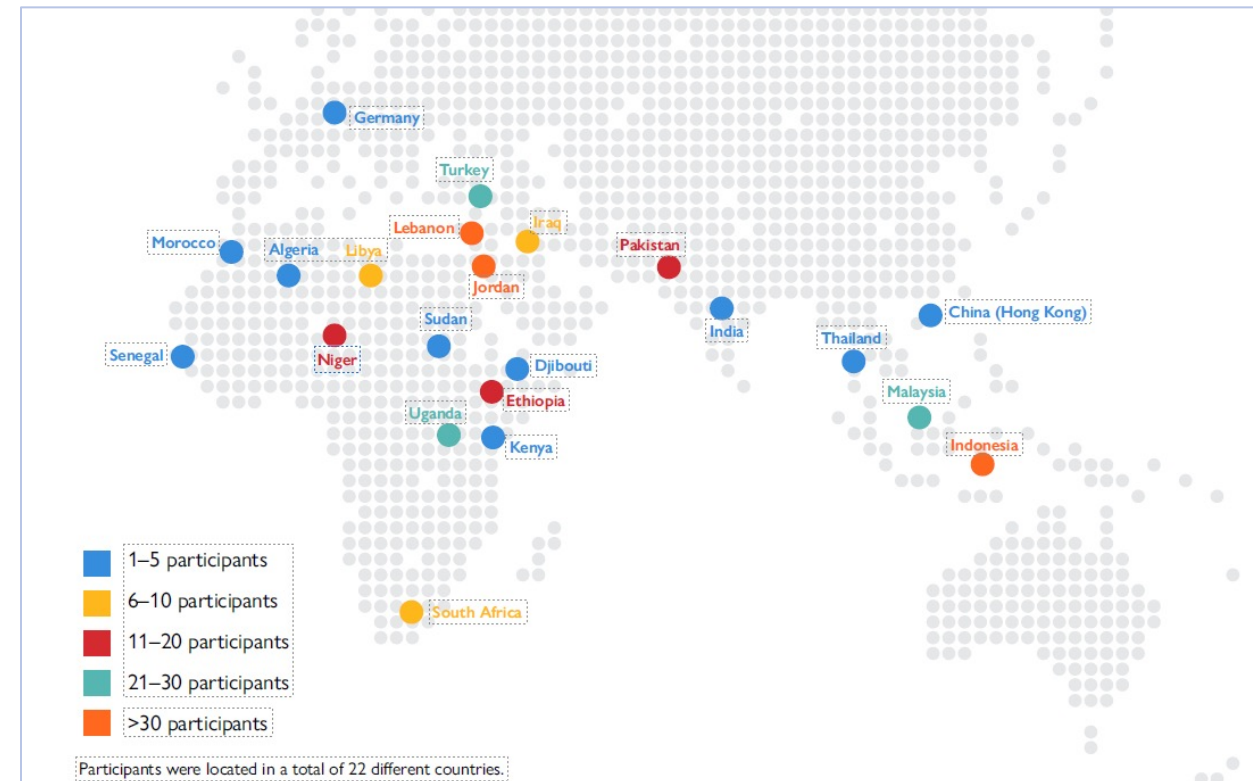 Germany
Turkey
Lebanon
Iraq
Morocco
Algeria
Libya
Pakistan
Jordan
Sudan
India
China (Hong Kong)
Senegal
Niger
Thailand
Djibouti
Ethiopia
Malaysia
Uganda
Kenya
Indonesia
1–5 participants
6–10 participants
South Africa
11–20 participants
21–30 participants
>30 participants
Participants were located in a total of 22 different countries.